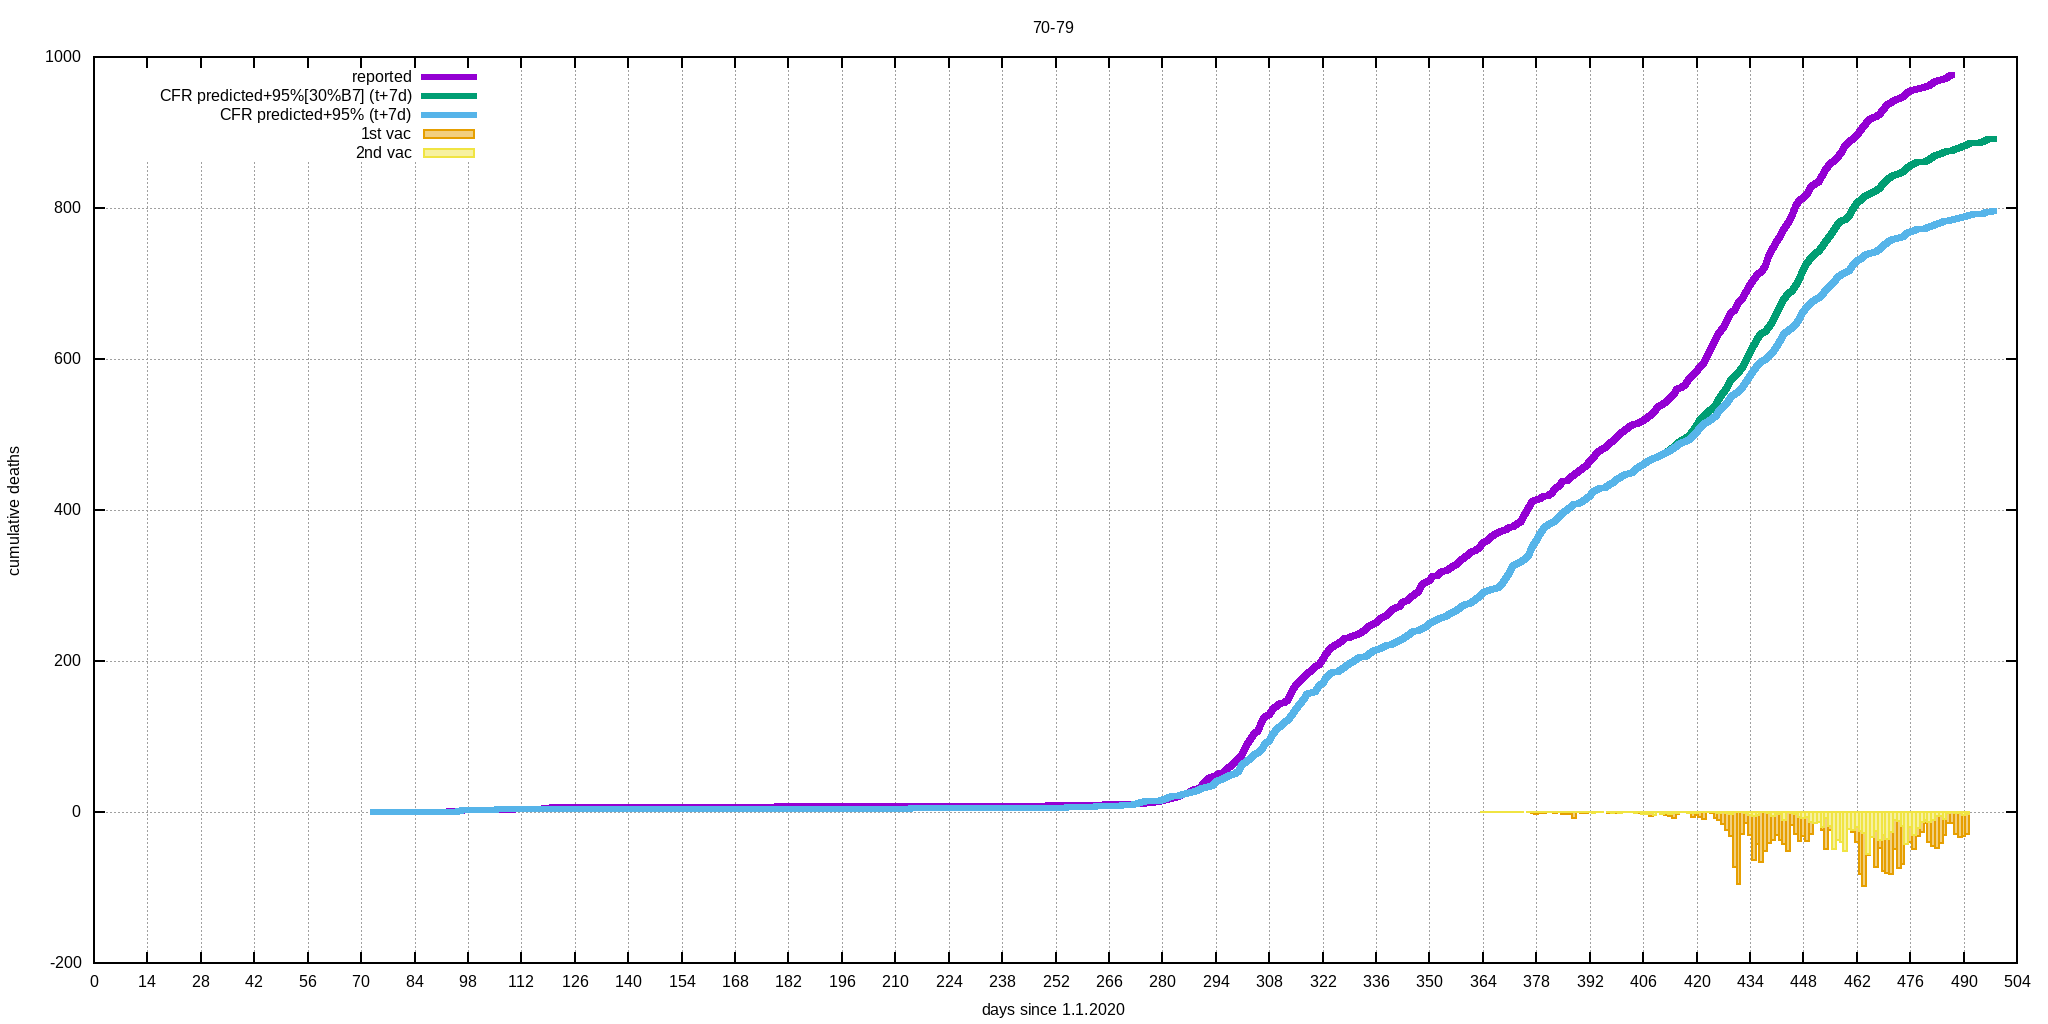 70-79
1000
800
600
400
200
0
-200
cumulative deaths
reported
CFR predicted+95%[30%B7] (t+7d)
CFR predicted+95% (t+7d)
1st vac
2nd vac
0 14 28 42 56 70 84 98 112 126 140 154 168 182 196 210 224 238 252 266 280 294 308 322 336 350 364 378 392 406 420 434 448 462 476 490 504
days since 1.1.2020